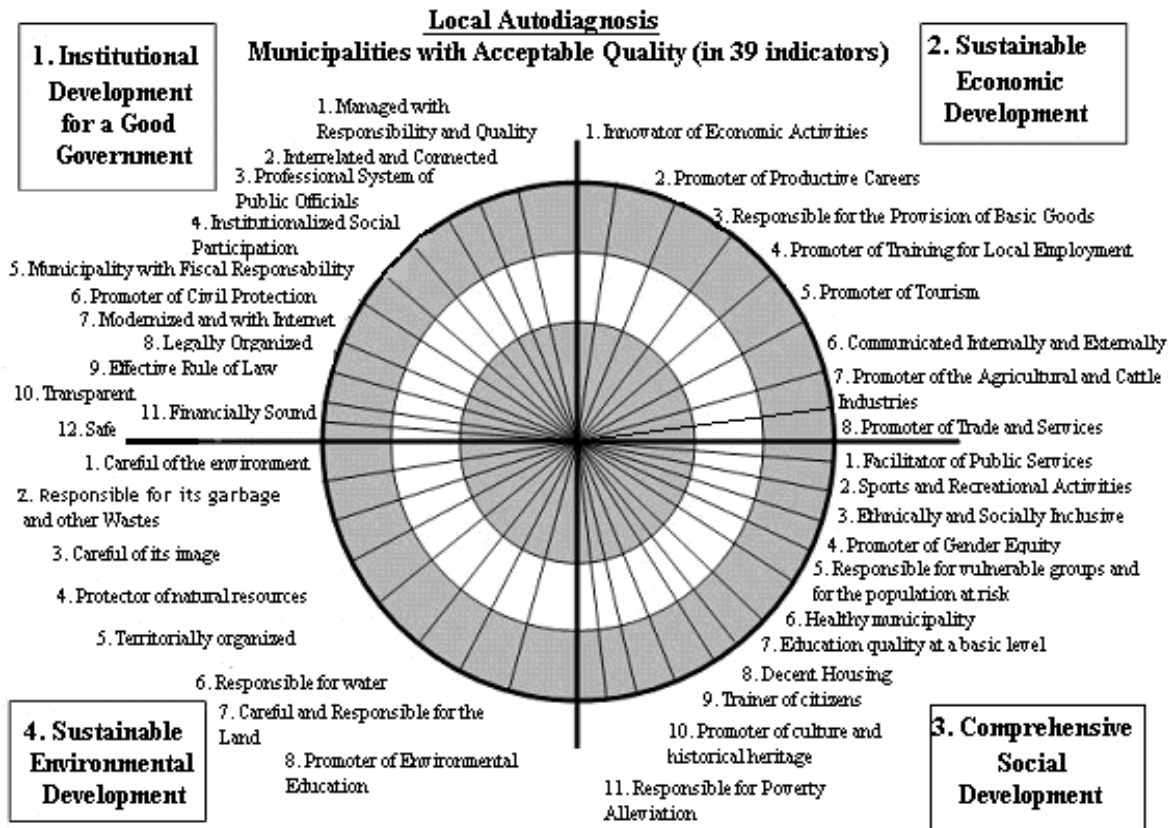 Local Autodiagnosis
Municipalities with Acceptable Quality (in 39 indicators)
1. Institutional
Development
for a Good
Government
1. Managed with
Responsibility and Quality
2. Interrelated and Connected
3. Professional System of
Public Officials
4. Institutionalized Social
Participation
5. Municipality with Fiscal Responsability
6. Promoter of Civil Protection
7. Modernized and with Internet
8. Legally Organized
9. Effective Rule of Law
10. Transparent
11. Financially Sound
12. Safe
2. Sustainable
Economic
Development
1. Innovator of Economic Activities
2. Promoter of Productive Careers
3. Responsible for the Provision of Basic Goods
4. Promoter of Training for Local Employment
5. Promoter of Tourism
6. Communicated Internally and Externally
7. Promoter of the Agricultural and Cattle
Industries
8. Promoter of Trade and Services
1. Facilitator of Public Services
2. Sports and Recreational Activities
3. Ethnically and Socially Inclusive
4. Promoter of Gender Equity
5. Responsible for vulnerable groups and
for the population at risk
6. Healthy municipality
7. Education quality at a basic level
8. Decent Housing
9. Trainer of citizens
10. Promoter of culture and
historical heritage
11. Responsible for Poverty
Alleviation
3. Comprehensive
Social
Development
1. Careful of the environment
2. Responsible for its garbage
and other Wastes
3. Careful of its image
4. Protector of natural resources
5. Territorially organized
6. Responsible for water
7. Careful and Responsible for the
Land
8. Promoter of Environmental
Education
4. Sustainable
Environmental
Development